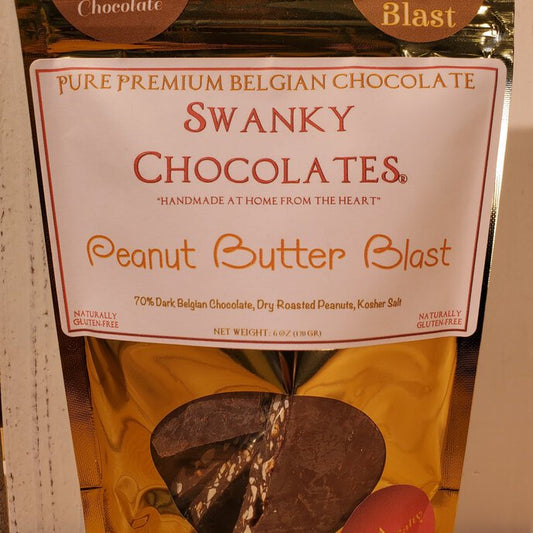 Chocolate
Blast
PURE PREMIUM BELGIAN CHOCOLATE
SWANKY
CHOCOLATES®
"HANDMADE AT HOME FROM THE HEART"
Peanut Butter Blast
70% Dark Belgian Chocolate, Dry Roasted Peanuts, Kosher Salt
NATURALLY
GLUTEN-FREE
NATURALLY
GLUTEN-FREE
NET WEIGHT: 6 OZ (170 GR)